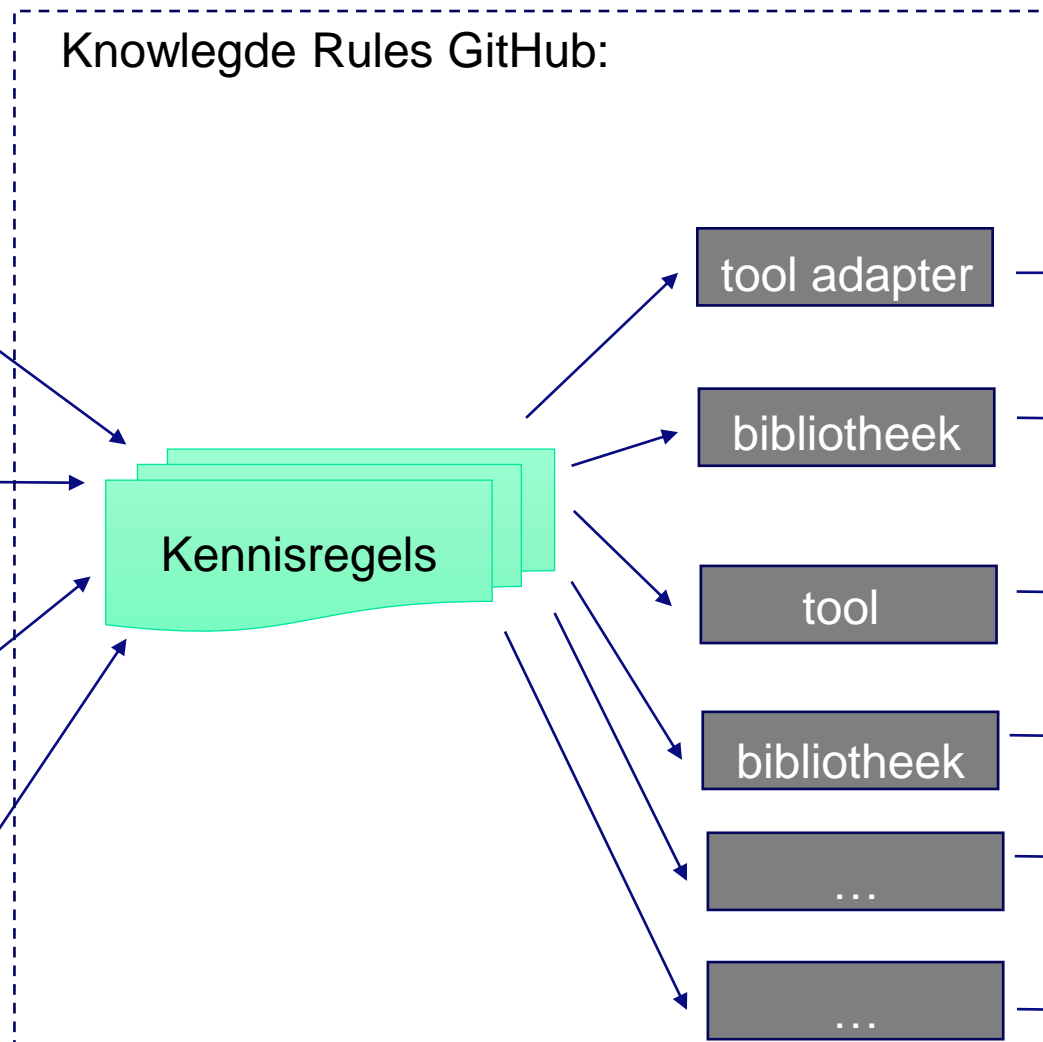 Knowlegde Rules GitHub:
tool adapter
bibliotheek
Kennisregels
tool
bibliotheek
...
...